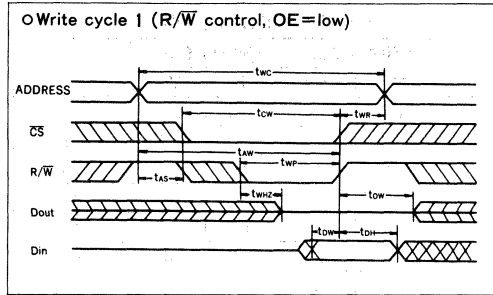 ○ Write cycle 1 (R/W̅ control, OE=low)
tWC
ADDRESS
tCW
tWR
C̅S̅
tAW
R/W̅
tWP
tAS
tWHZ
tOW
Dout
tDW
tDH
Din